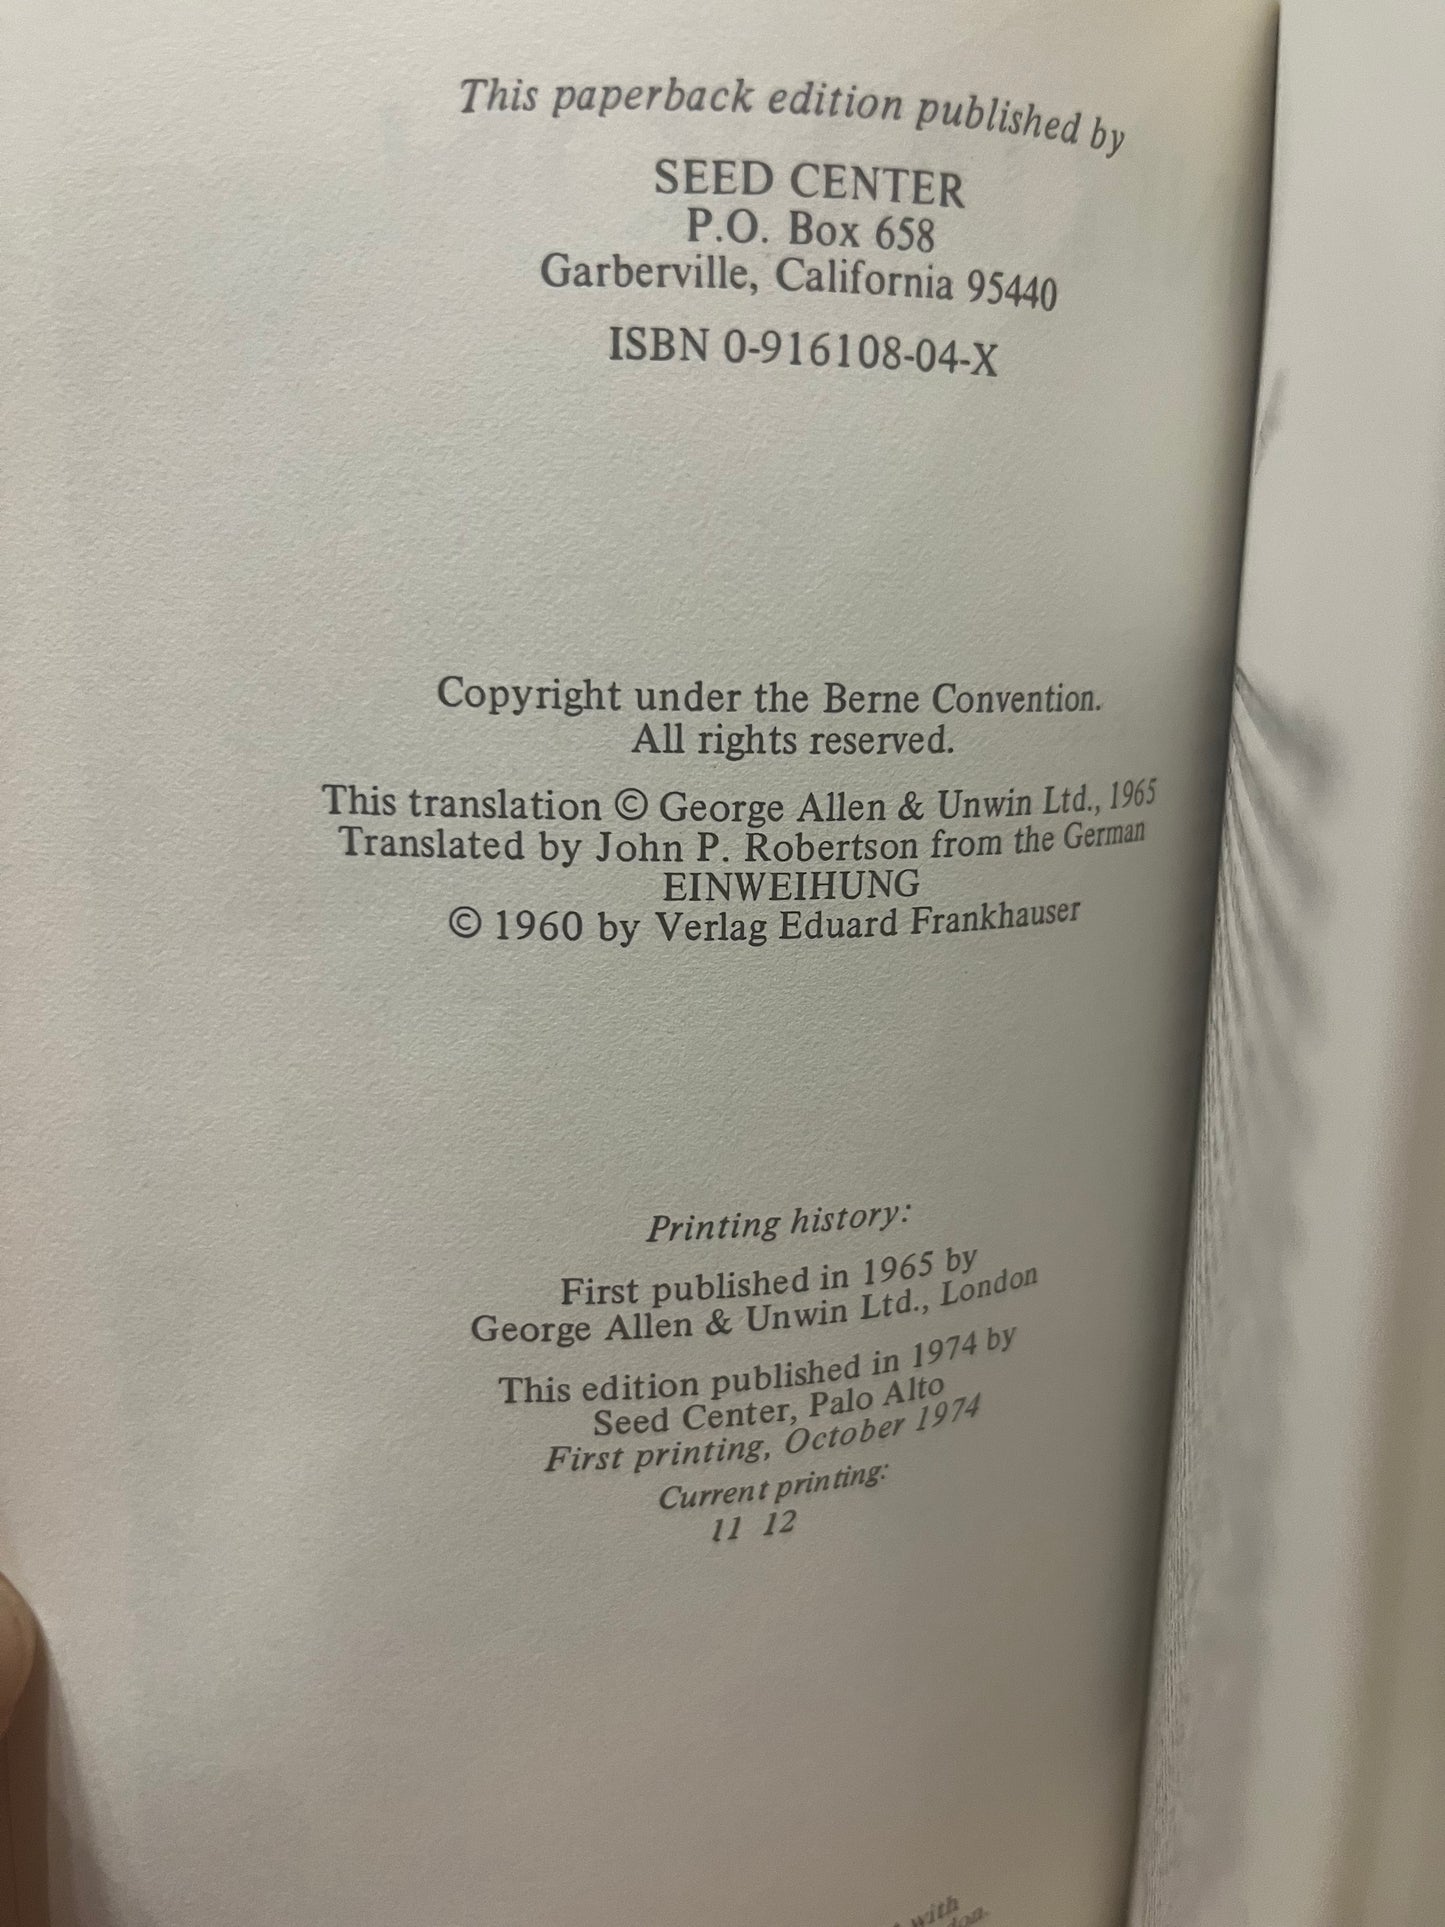 This paperback edition published by
SEED CENTER
P.O. Box 658
Garberville, California 95440
ISBN 0-916108-04-X
Copyright under the Berne Convention.
All rights reserved.
This translation © George Allen & Unwin Ltd., 1965
Translated by John P. Robertson from the German
EINWEIHUNG
© 1960 by Verlag Eduard Frankhauser
Printing history:
First published in 1965 by
George Allen & Unwin Ltd., London
This edition published in 1974 by
Seed Center, Palo Alto
First printing, October 1974
Current printing:
11 12
with